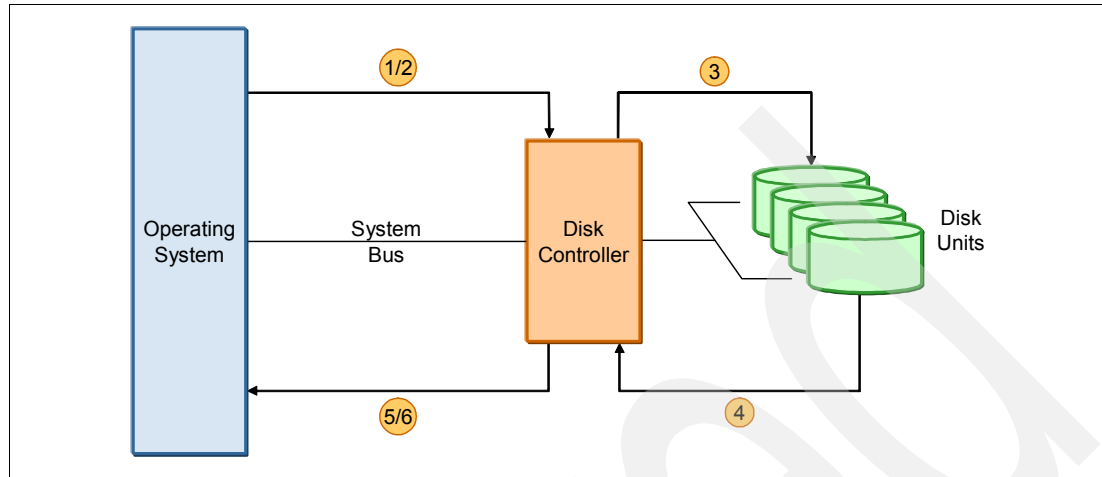 1/2
3
Operating
System
System
Bus
Disk
Controller
Disk
Units
5/6
4